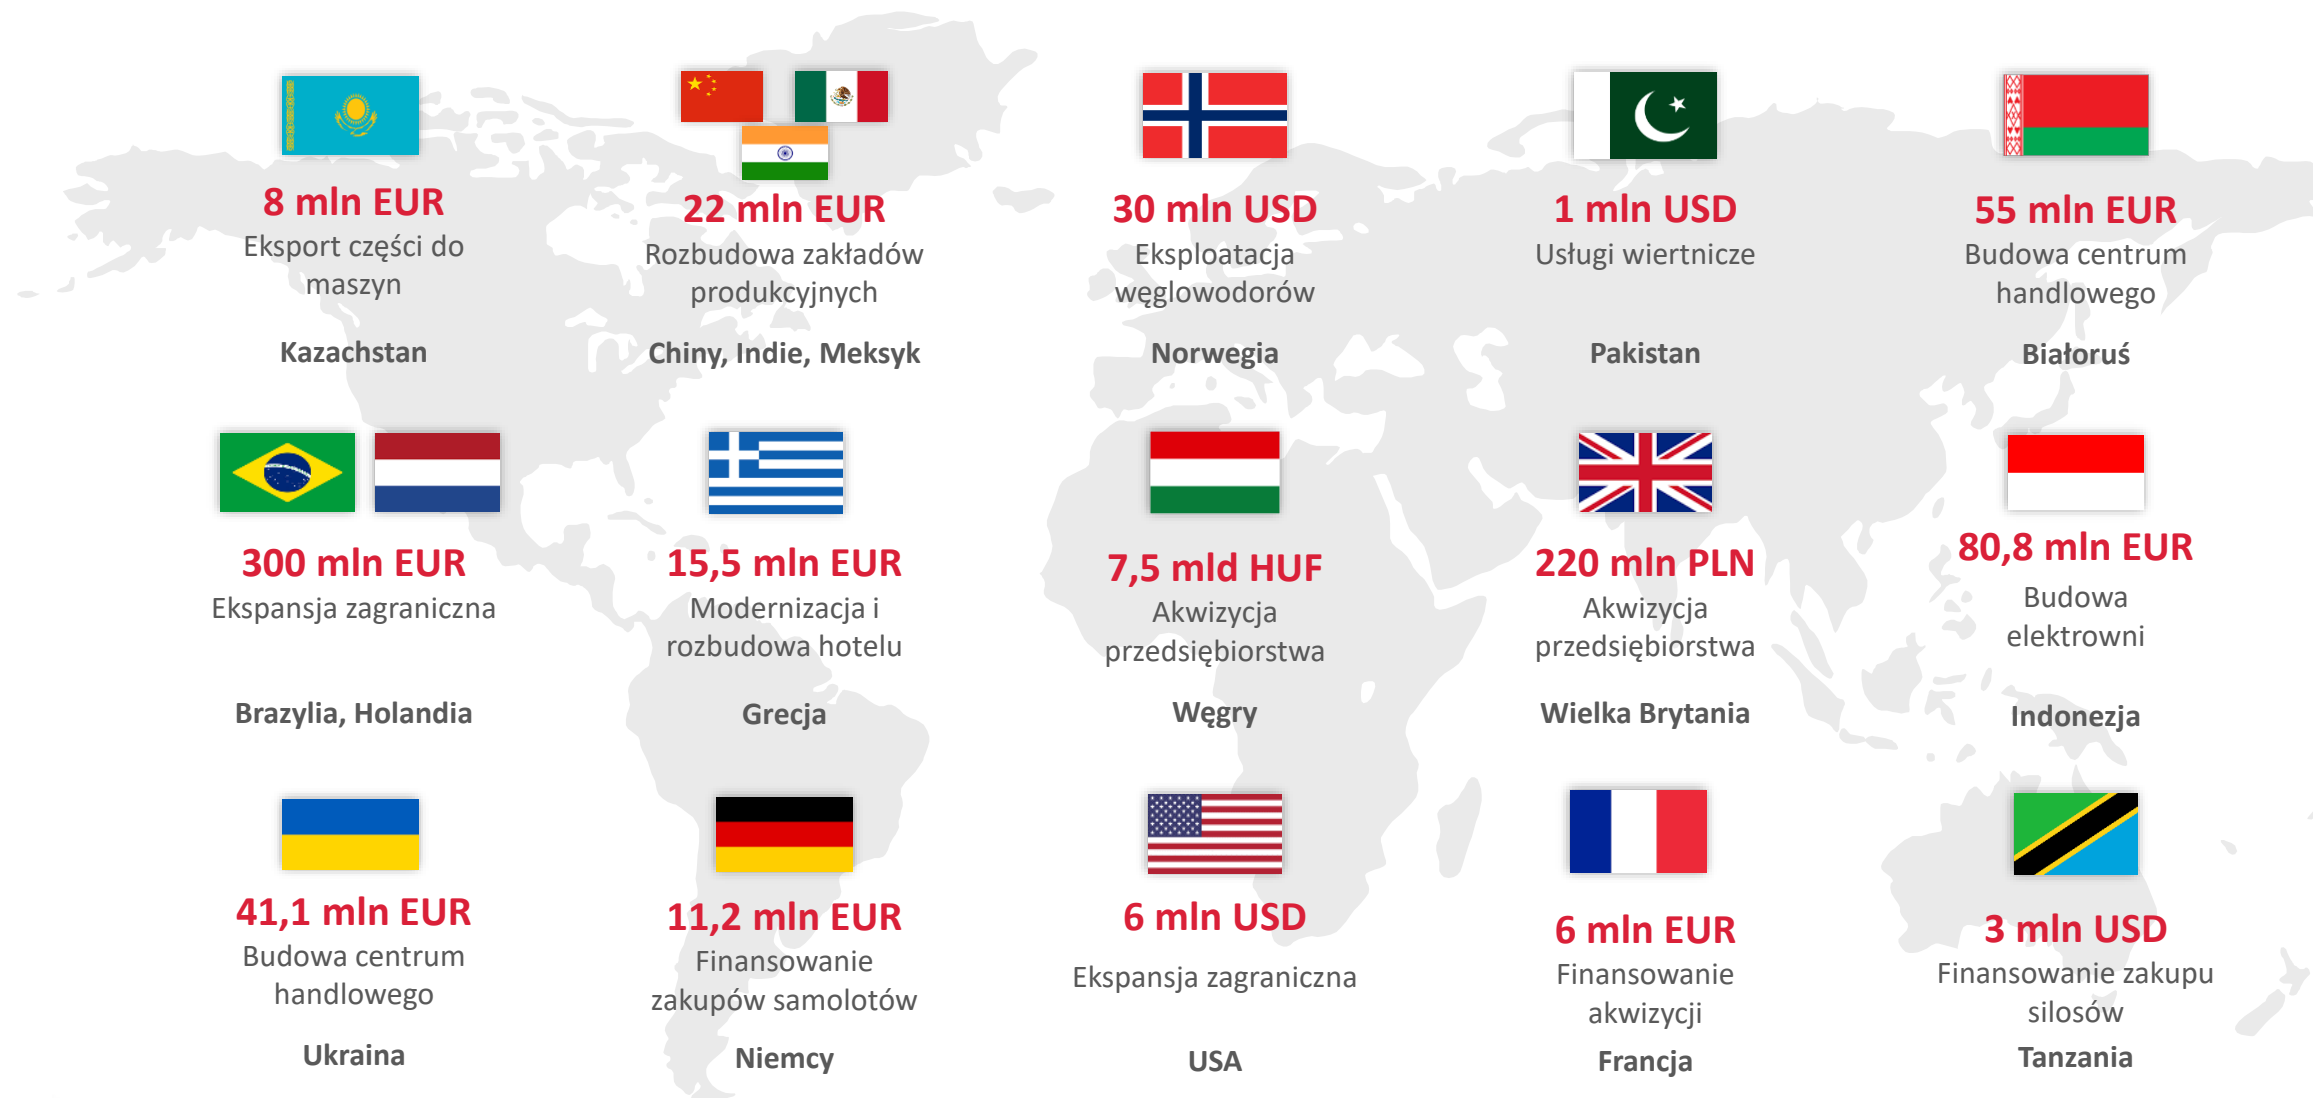 8 mln EUR
Eksport części do
maszyn
Kazachstan
22 mln EUR
Rozbudowa zakładów
produkcyjnych
Chiny, Indie, Meksyk
30 mln USD
Eksploatacja
węglowodorów
Norwegia
1 mln USD
Usługi wiertnicze
Pakistan
55 mln EUR
Budowa centrum
handlowego
Białoruś
300 mln EUR
Ekspansja zagraniczna
Brazylia, Holandia
15,5 mln EUR
Modernizacja i
rozbudowa hotelu
Grecja
7,5 mld HUF
Akwizycja
przedsiębiorstwa
Węgry
220 mln PLN
Akwizycja
przedsiębiorstwa
Wielka Brytania
80,8 mln EUR
Budowa
elektrowni
Indonezja
41,1 mln EUR
Budowa centrum
handlowego
Ukraina
11,2 mln EUR
Finansowanie
zakupów samolotów
Niemcy
6 mln USD
Ekspansja zagraniczna
USA
6 mln EUR
Finansowanie
akwizycji
Francja
3 mln USD
Finansowanie zakupu
silosów
Tanzania